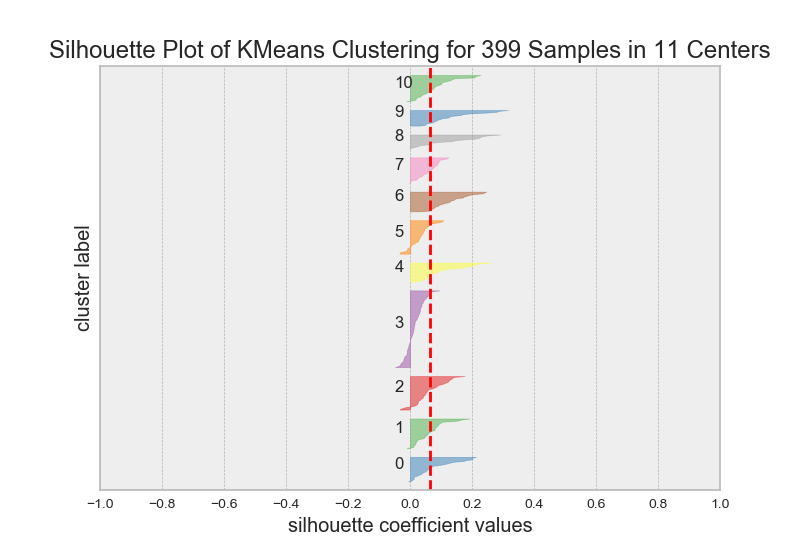 Silhouette Plot of KMeans Clustering for 399 Samples in 11 Centers
10
9
8
7
6
5
4
3
2
1
0
cluster label
−1.0 −0.8 −0.6 −0.4 −0.2 0.0 0.2 0.4 0.6 0.8 1.0
silhouette coefficient values